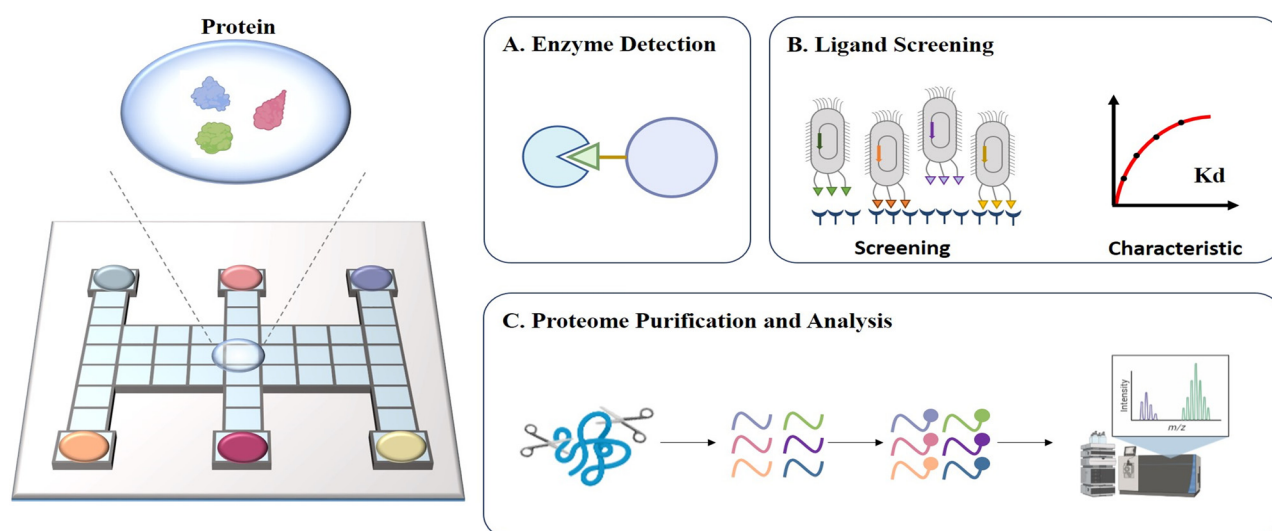 Protein
A. Enzyme Detection
B. Ligand Screening
Kd
Screening
Characteristic
C. Proteome Purification and Analysis
Intensity
m/z